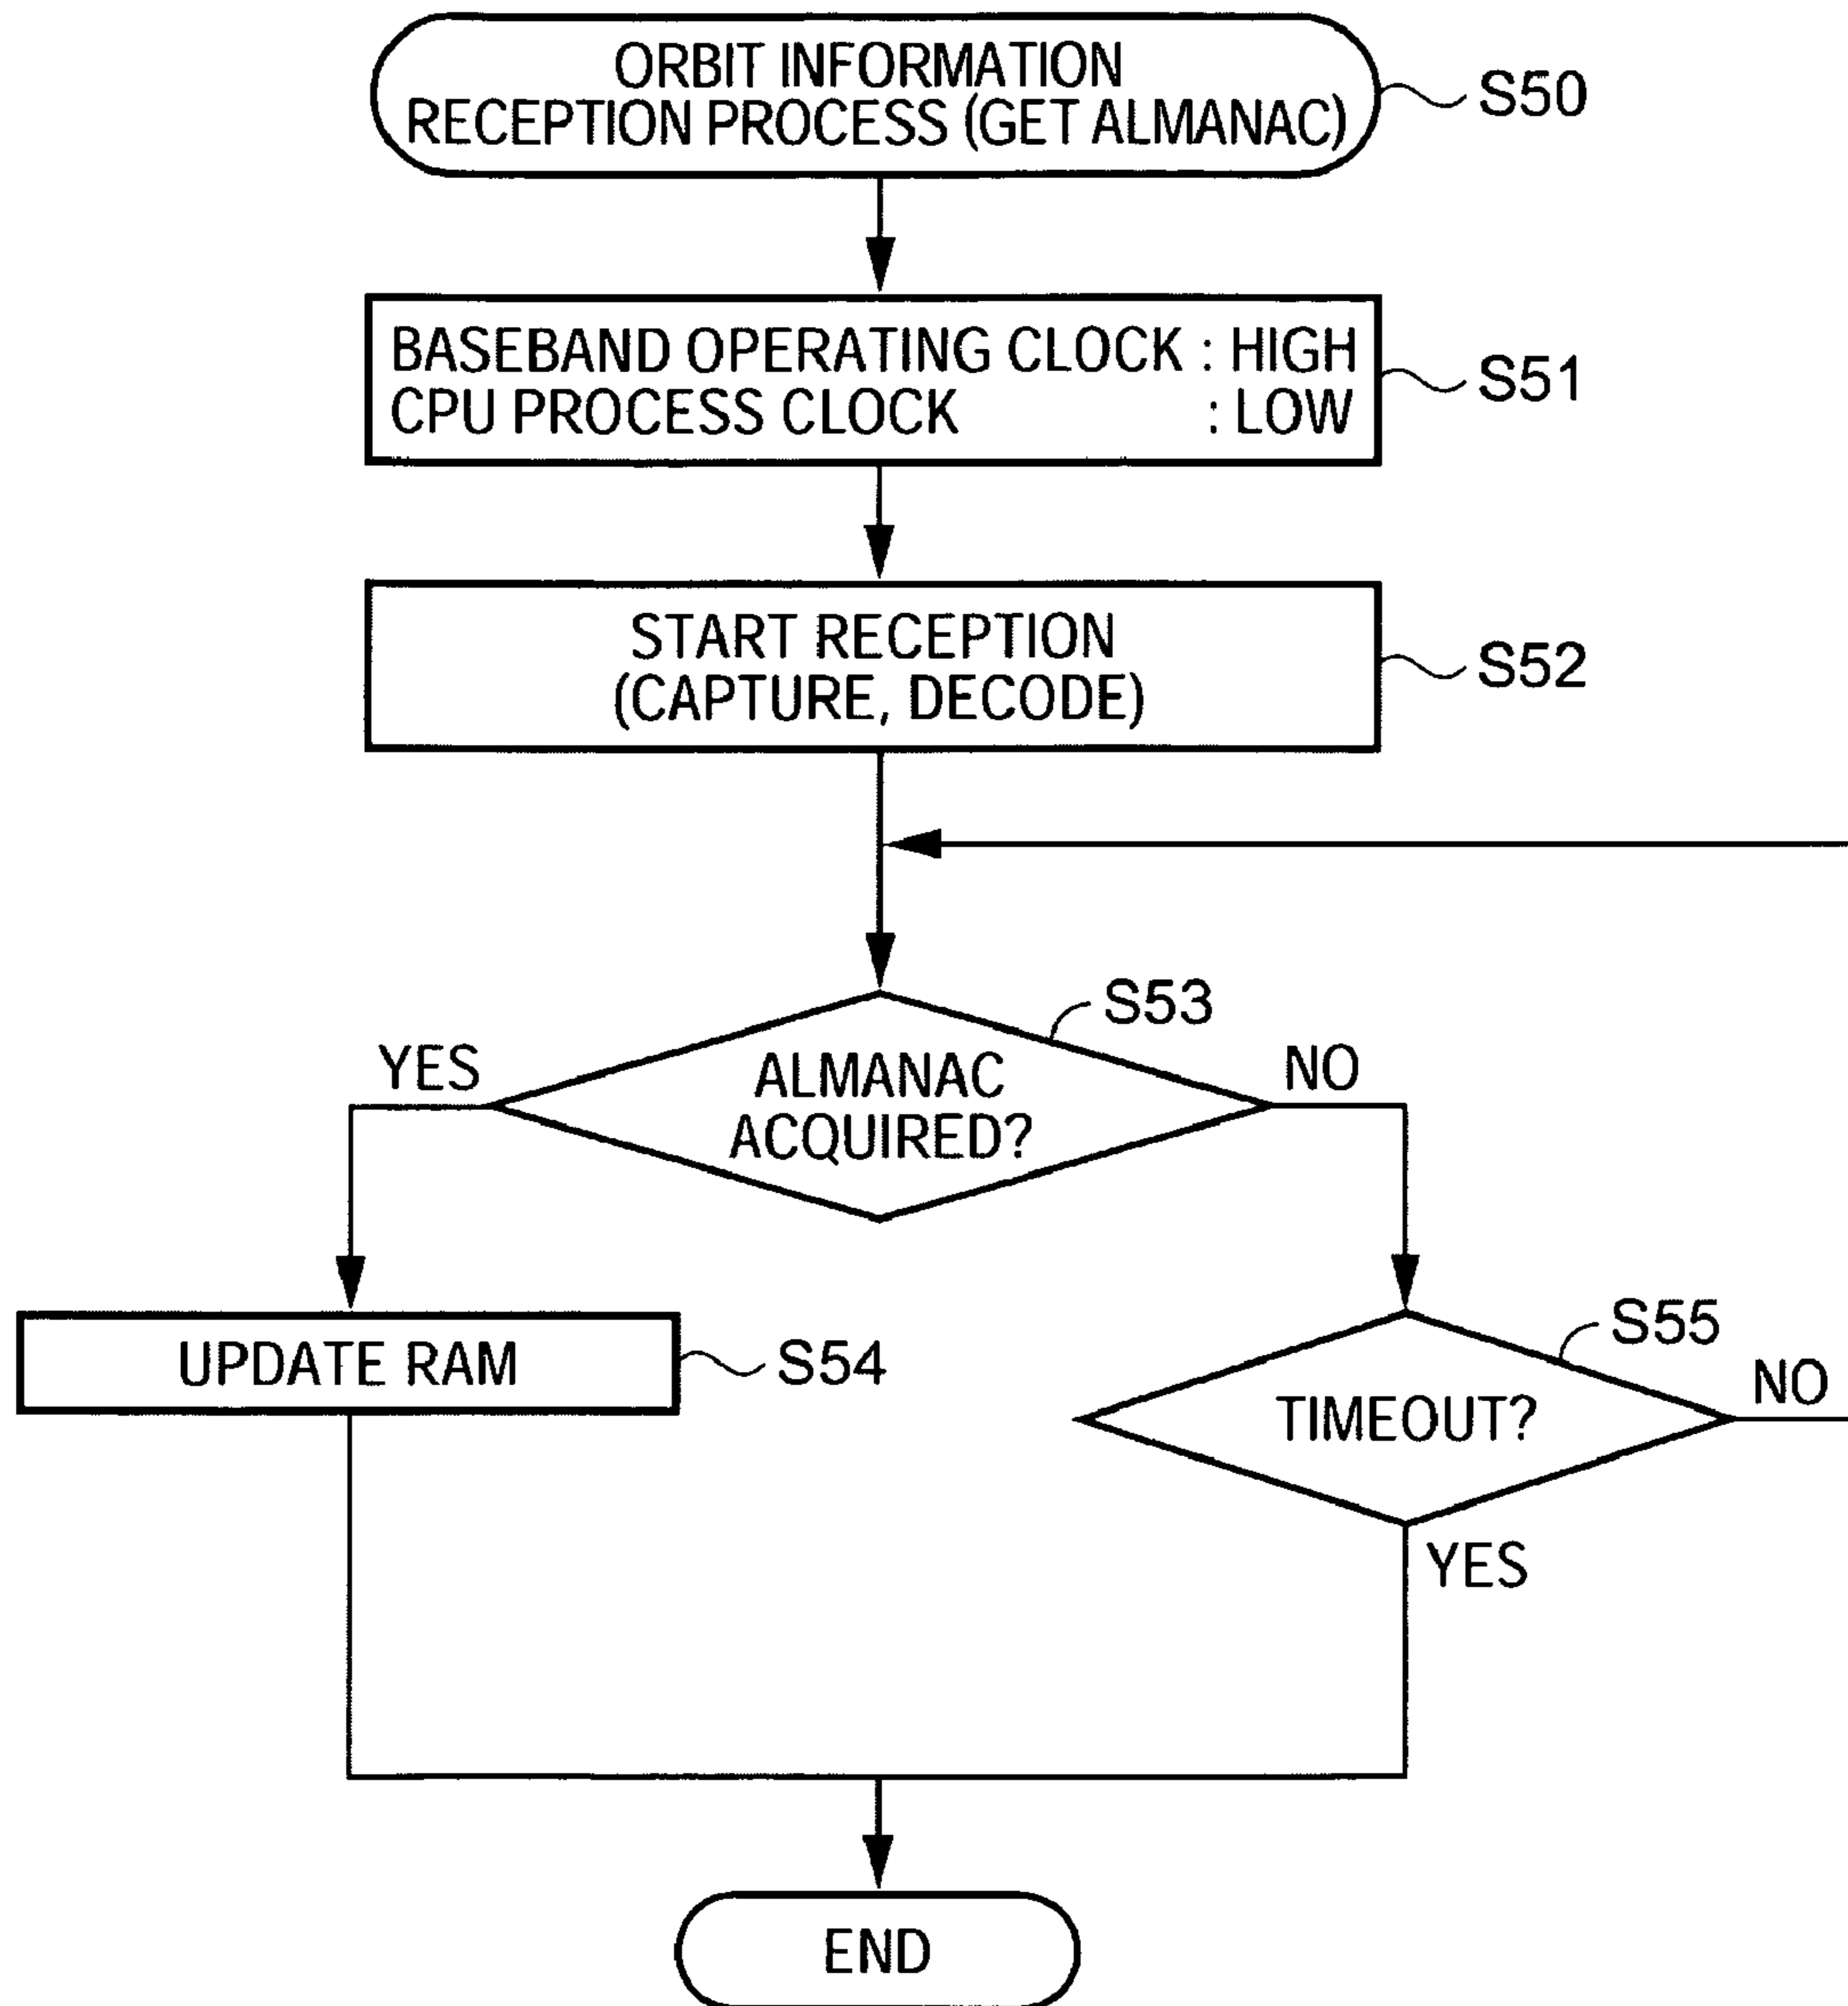 ORBIT INFORMATION
RECEPTION PROCESS (GET ALMANAC)
S50
BASEBAND OPERATING CLOCK : HIGH
CPU PROCESS CLOCK : LOW
S51
START RECEPTION
(CAPTURE, DECODE)
S52
S53
YES
NO
ALMANAC
ACQUIRED?
UPDATE RAM
S54
S55
NO
TIMEOUT?
YES
END